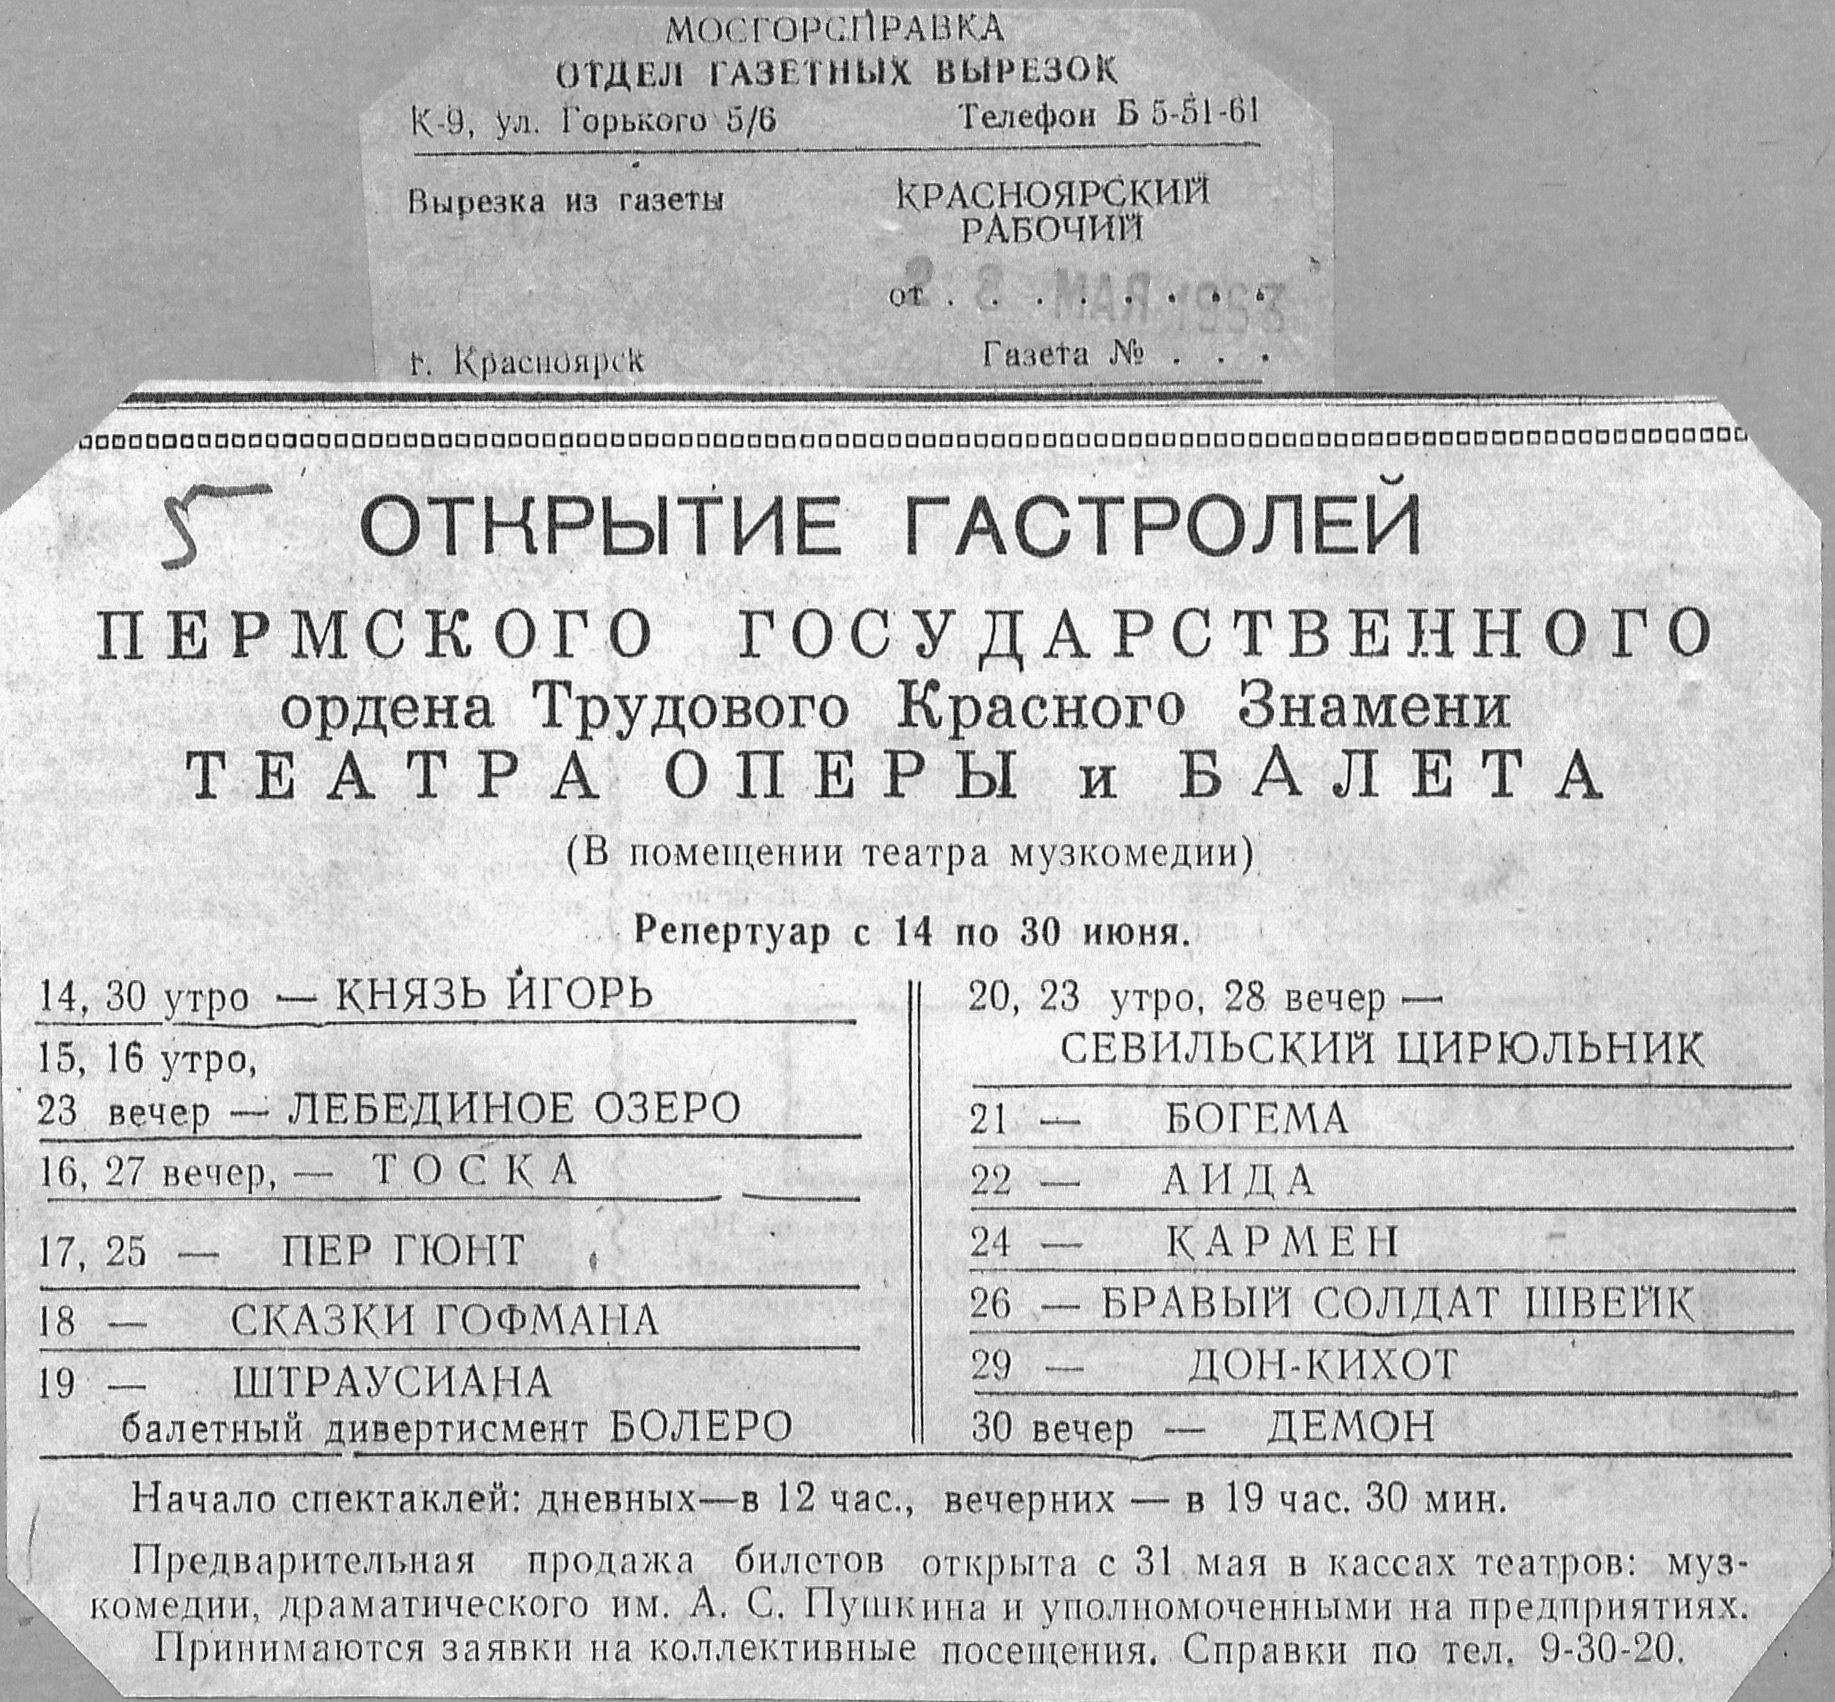 МОСГОРСПРАВКА
ОТДЕЛ ГАЗЕТНЫХ ВЫРЕЗОК
К-9, ул. Горького 5/6 Телефон Б 5-51-61
Вырезка из газеты КРАСНОЯРСКИЙ
РАБОЧИЙ
от . . . . . . . . МАЯ
г. Красноярск Газета № . . .
5
ОТКРЫТИЕ ГАСТРОЛЕЙ
ПЕРМСКОГО ГОСУДАРСТВЕННОГО
ордена Трудового Красного Знамени
ТЕАТРА ОПЕРЫ и БАЛЕТА
(В помещении театра музкомедии)
Репертуар с 14 по 30 июня.
14, 30 утро — КНЯЗЬ ИГОРЬ
15, 16 утро,
23 вечер — ЛЕБЕДИНОЕ ОЗЕРО
16, 27 вечер, — ТОСКА
17, 25 — ПЕР ГЮНТ
18 — СКАЗКИ ГОФМАНА
19 — ШТРАУСИАНА
балетный дивертисмент БОЛЕРО
20, 23 утро, 28 вечер —
СЕВИЛЬСКИЙ ЦИРЮЛЬНИК
21 — БОГЕМА
22 — АИДА
24 — КАРМЕН
26 — БРАВЫЙ СОЛДАТ ШВЕЙК
29 — ДОН-КИХОТ
30 вечер — ДЕМОН
Начало спектаклей: дневных—в 12 час., вечерних — в 19 час. 30 мин.
Предварительная продажа билетов открыта с 31 мая в кассах театров: муз-
комедии, драматического им. А. С. Пушкина и уполномоченными на предприятиях.
Принимаются заявки на коллективные посещения. Справки по тел. 9-30-20.